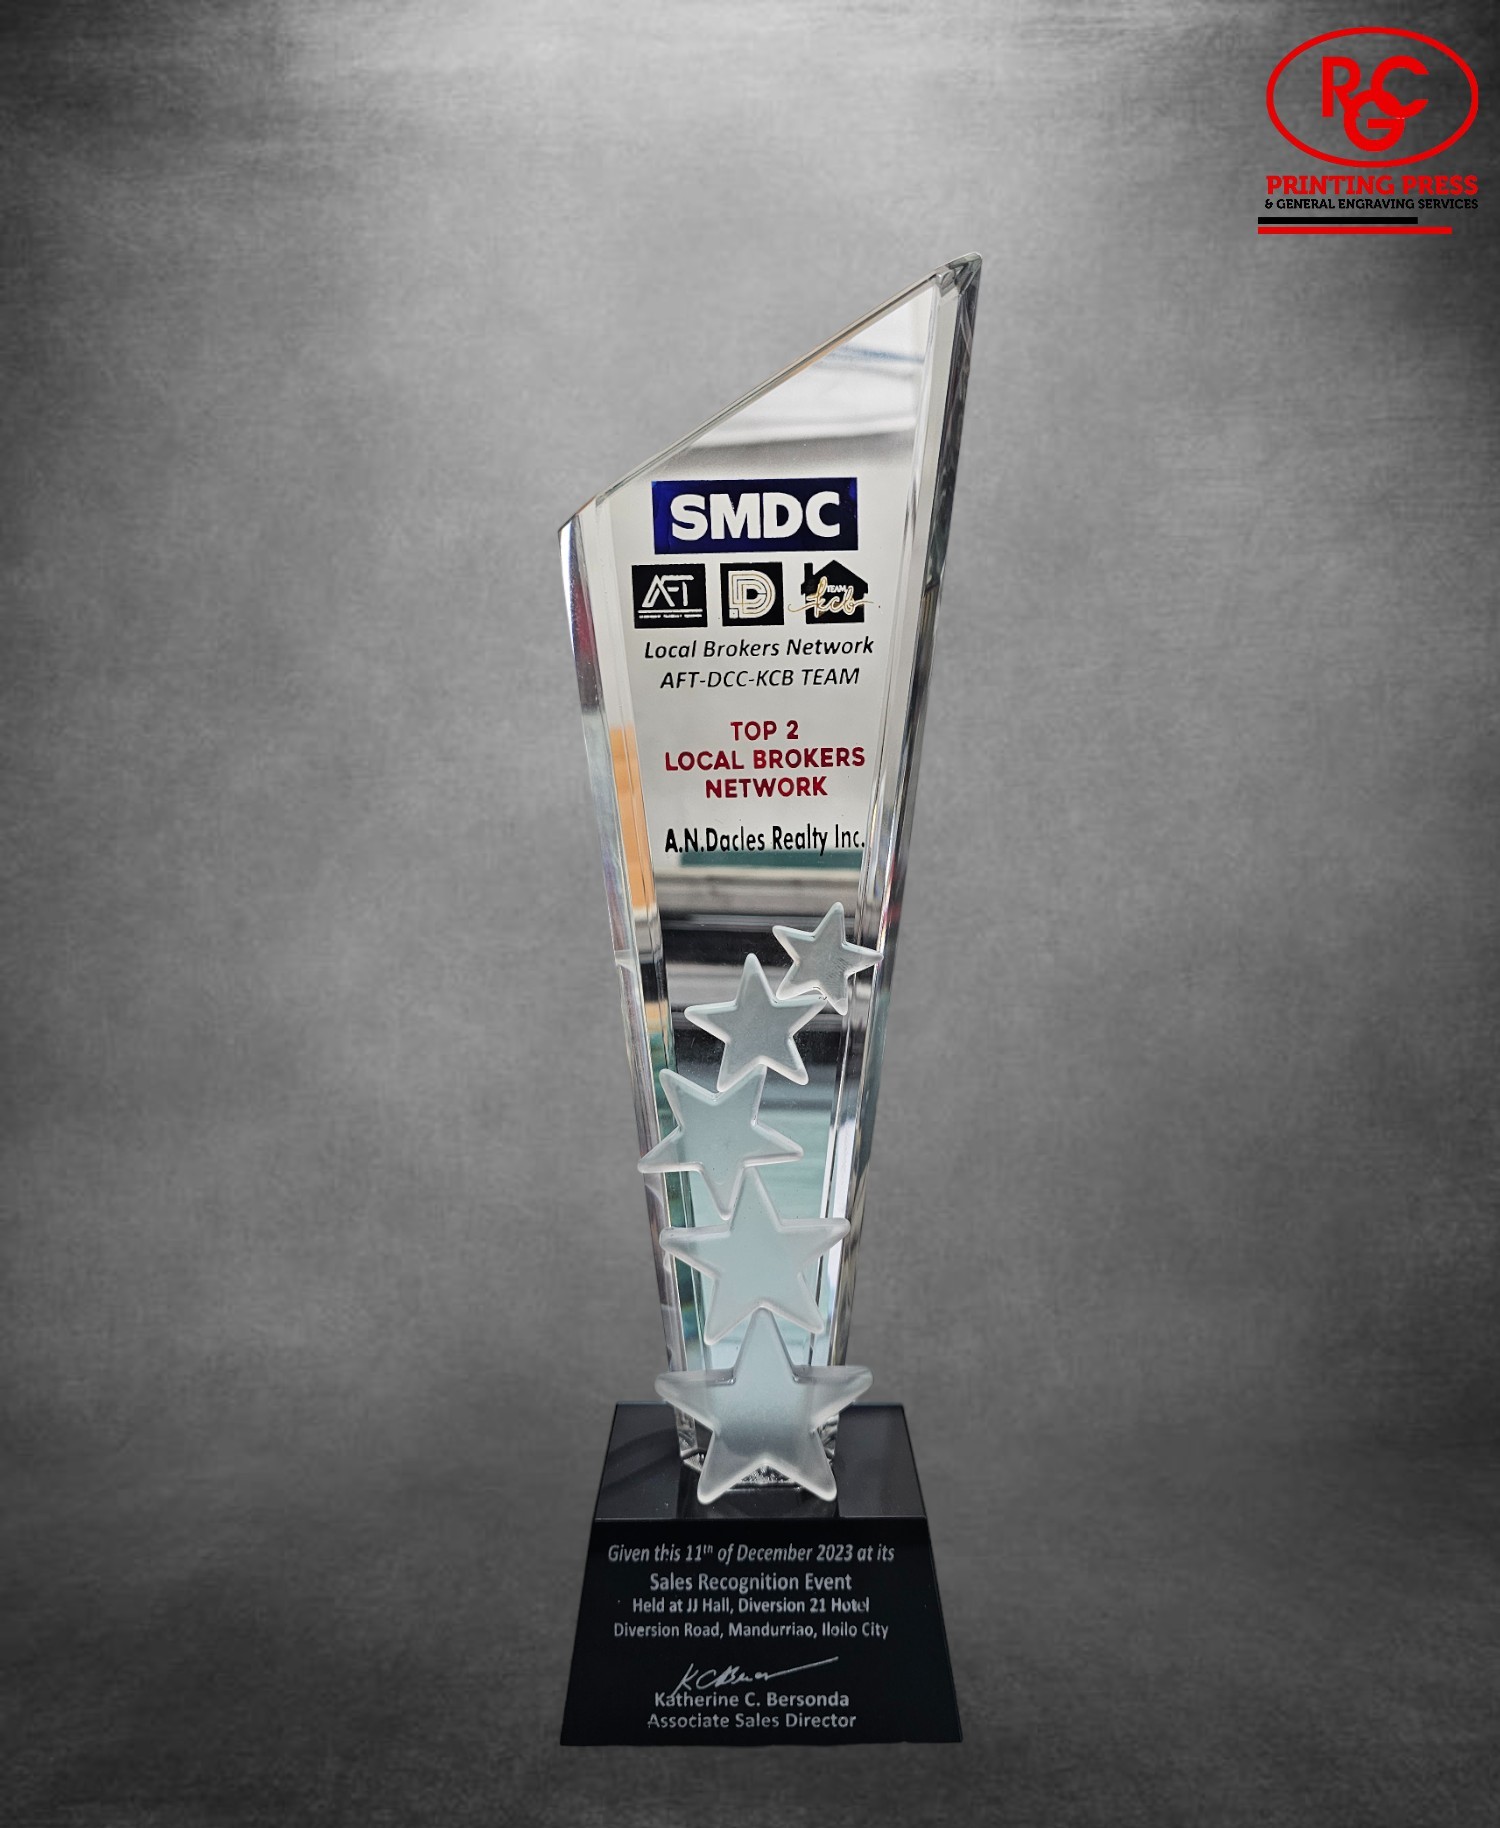 RGC
PRINTING PRESS
& GENERAL ENGRAVING SERVICES
SMDC
AFT
TEAM
kcb
Local Brokers Network
AFT-DCC-KCB TEAM
TOP 2
LOCAL BROKERS
NETWORK
A.N.Dacles Realty Inc.
Given this 11th of December 2023 at its
Sales Recognition Event
Held at JJ Hall, Diversion 21 Hotel
Diversion Road, Mandurriao, Iloilo City
Katherine C. Bersonda
Associate Sales Director